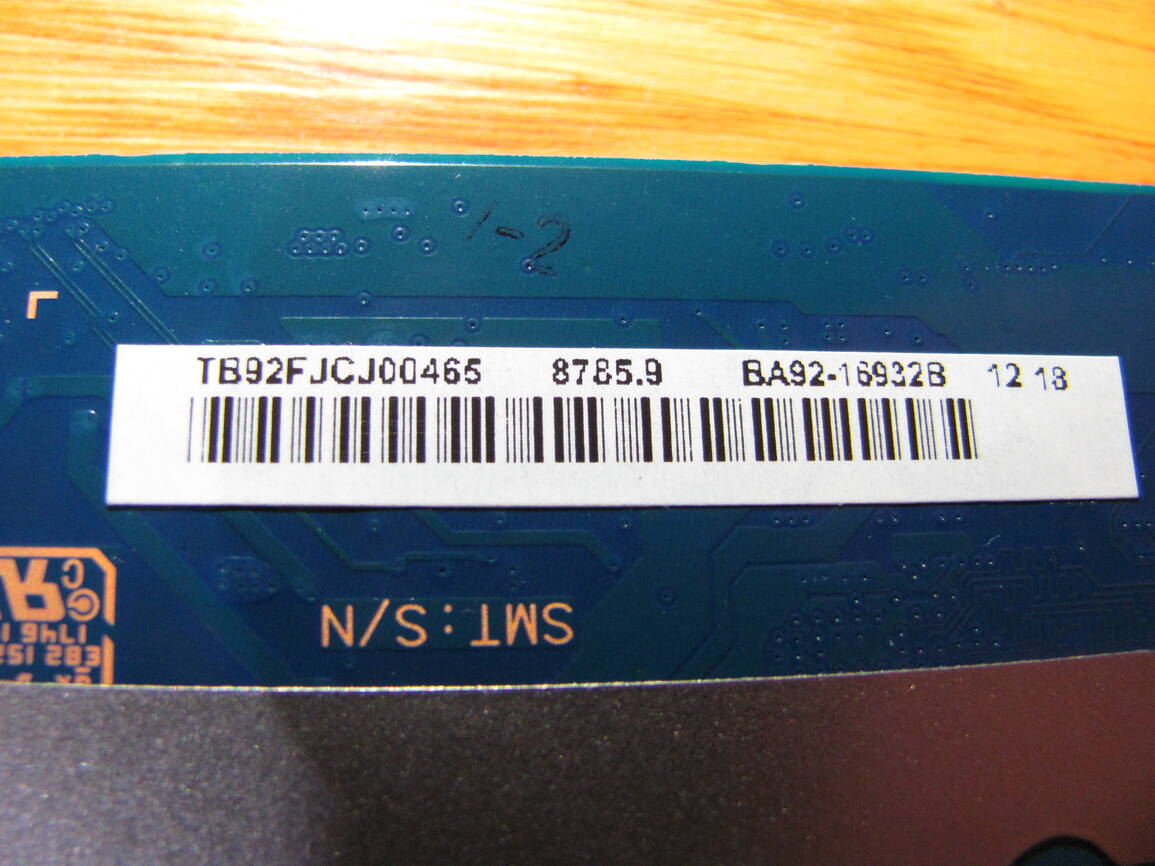 1-2
TB92FJCJ00465 8785.9 BA92-16932B 12 18
SMT:S/N